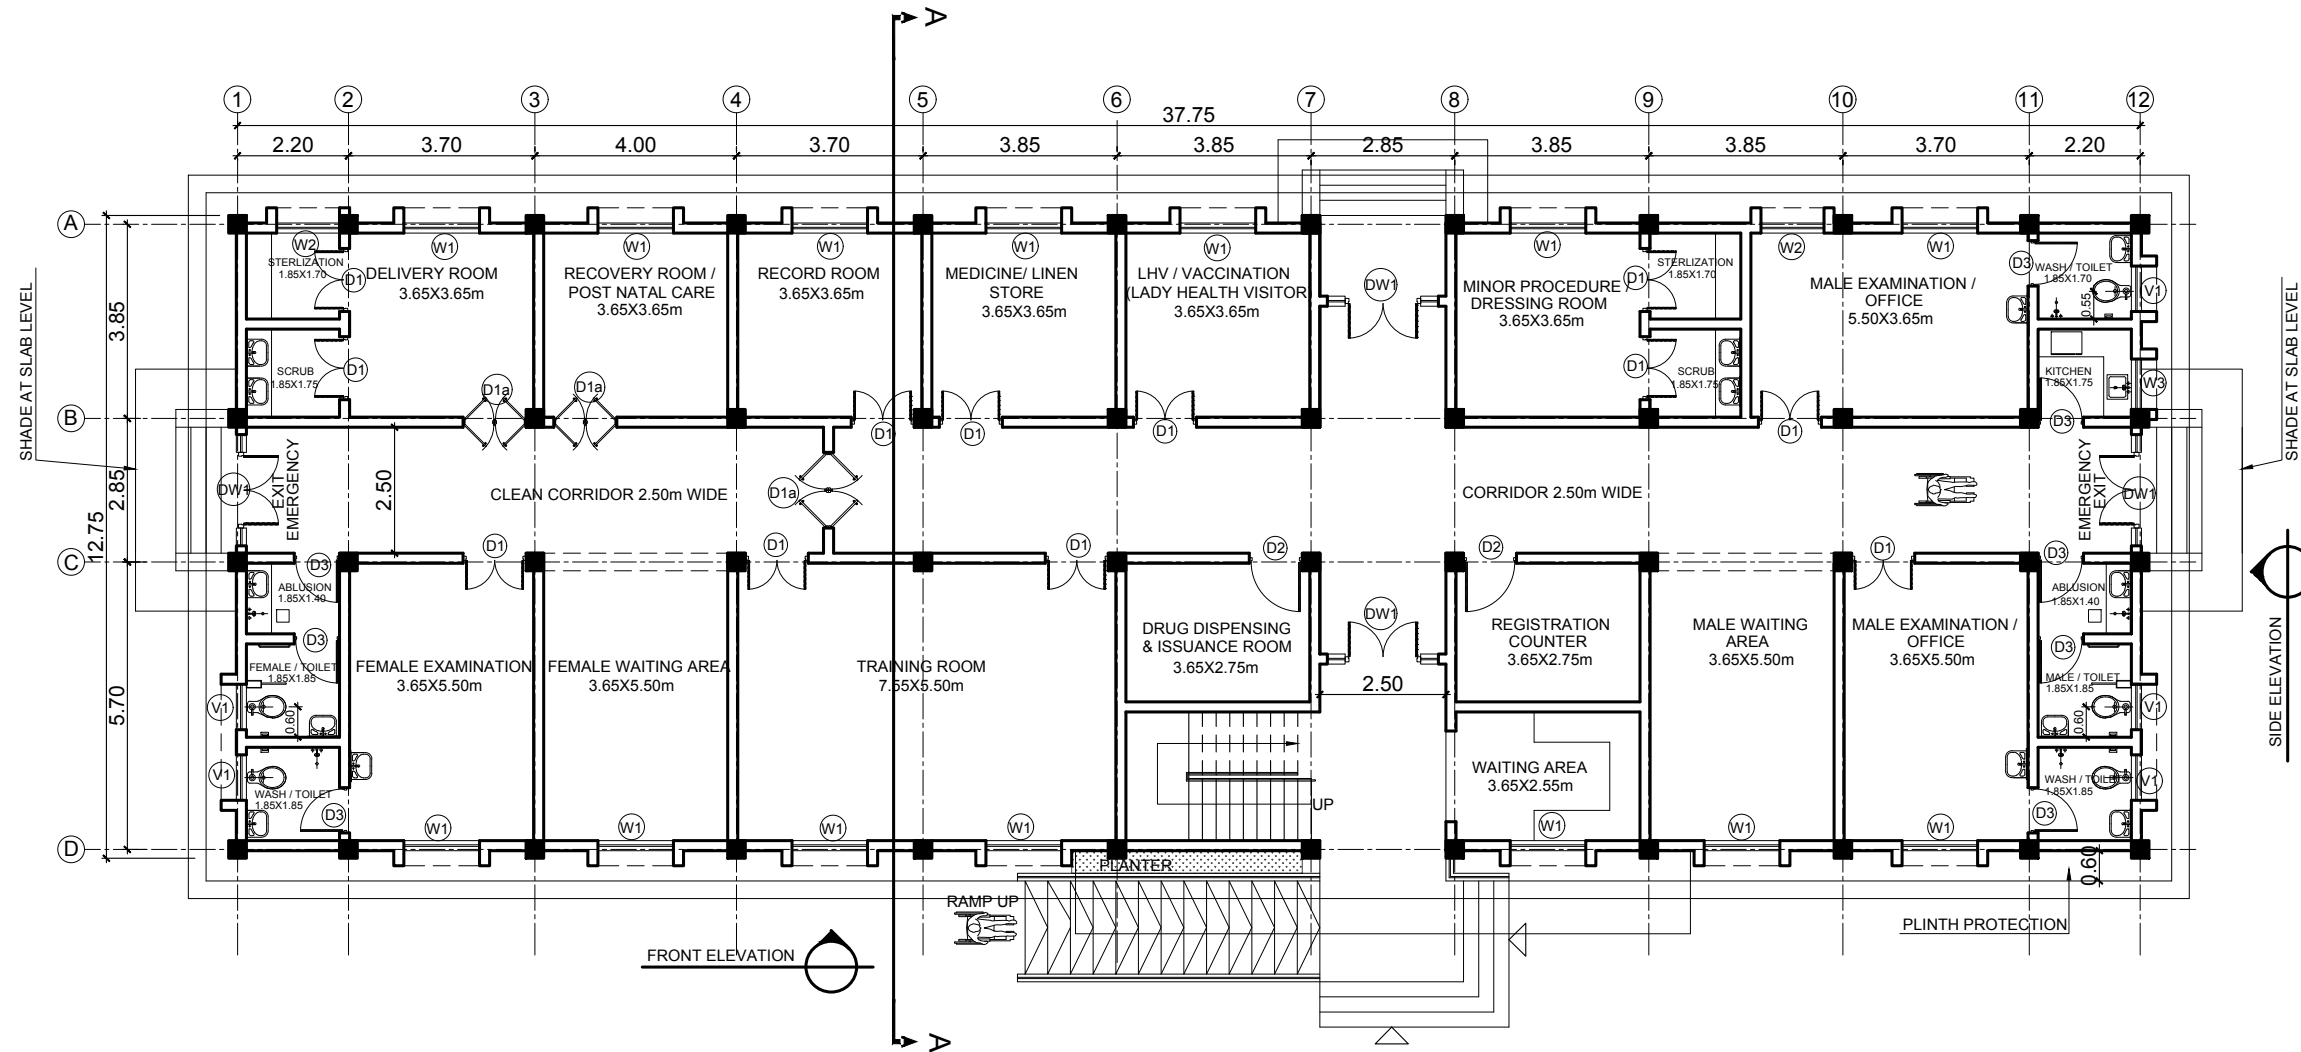 A
1 2 3 4 5 6 7 8 9 10 11 12
37.75
2.20 3.70 4.00 3.70 3.85 3.85 2.85 3.85 3.85 3.70 2.20
A
W2 W1 W1 W1 W1 W1 W1 W2 W1
STERLIZATION
1.85X1.70
D1
DELIVERY ROOM
3.65X3.65m
RECOVERY ROOM /
POST NATAL CARE
3.65X3.65m
RECORD ROOM
3.65X3.65m
MEDICINE/ LINEN
STORE
3.65X3.65m
LHV / VACCINATION
(LADY HEALTH VISITOR
3.65X3.65m
DW1
MINOR PROCEDURE /
DRESSING ROOM
3.65X3.65m
D1
STERLIZATION
1.85X1.70
MALE EXAMINATION /
OFFICE
5.50X3.65m
D3
WASH / TOILET
1.85X1.70
0.55
V1
3.85
SHADE AT SLAB LEVEL
SHADE AT SLAB LEVEL
SCRUB
1.85X1.75
D1
D1a
D1a
D1
SCRUB
1.85X1.75
KITCHEN
1.85X1.75
W3
B
D1 D1 D1 D1 D3
2.85
12.75
DW1
EXIT
EMERGENCY
2.50
CLEAN CORRIDOR 2.50m WIDE
D1a
CORRIDOR 2.50m WIDE
EMERGENCY
EXIT
DW1
C
D3 D1 D1 D1 D2 D2 D1 D3
ABLUSION
1.85X1.40
D3
FEMALE / TOILET
1.85X1.85
V1
0.60
FEMALE EXAMINATION
3.65X5.50m
FEMALE WAITING AREA
3.65X5.50m
TRAINING ROOM
7.55X5.50m
DRUG DISPENSING
& ISSUANCE ROOM
3.65X2.75m
DW1
2.50
REGISTRATION
COUNTER
3.65X2.75m
MALE WAITING
AREA
3.65X5.50m
MALE EXAMINATION /
OFFICE
3.65X5.50m
ABLUSION
1.85X1.40
D3
MALE / TOILET
1.85X1.85
0.60
V1
5.70
SIDE ELEVATION
V1
WASH / TOILET
1.85X1.85
D3
UP
WAITING AREA
3.65X2.55m
WASH / TOILET
1.85X1.85
D3
V1
W1 W1 W1 W1 W1 W1 W1
D
PLANTER
0.60
RAMP UP
PLINTH PROTECTION
FRONT ELEVATION
A